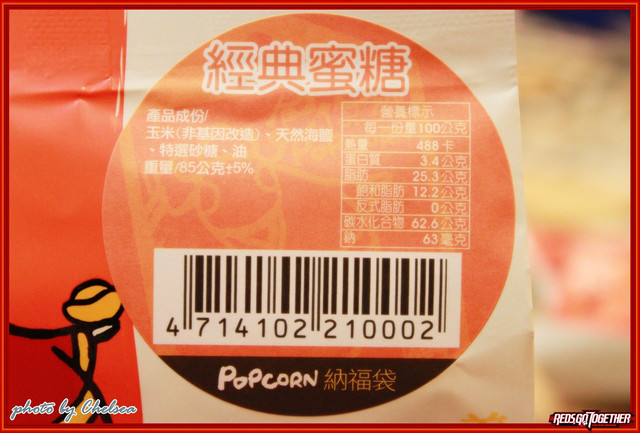 經典蜜糖
產品成份/
玉米(非基因改造)、天然海鹽
、特選砂糖、油
重量/85公克±5%
營養標示
每一份量100公克
熱量 488 卡
蛋白質 3.4 公克
脂肪 25.3 公克
飽和脂肪 12.2 公克
反式脂肪 0 公克
碳水化合物 62.6 公克
鈉 63 毫克
4 714102 210002
POPCORN 納福袋
photo by Chelsea
REDSGOTOGETHER